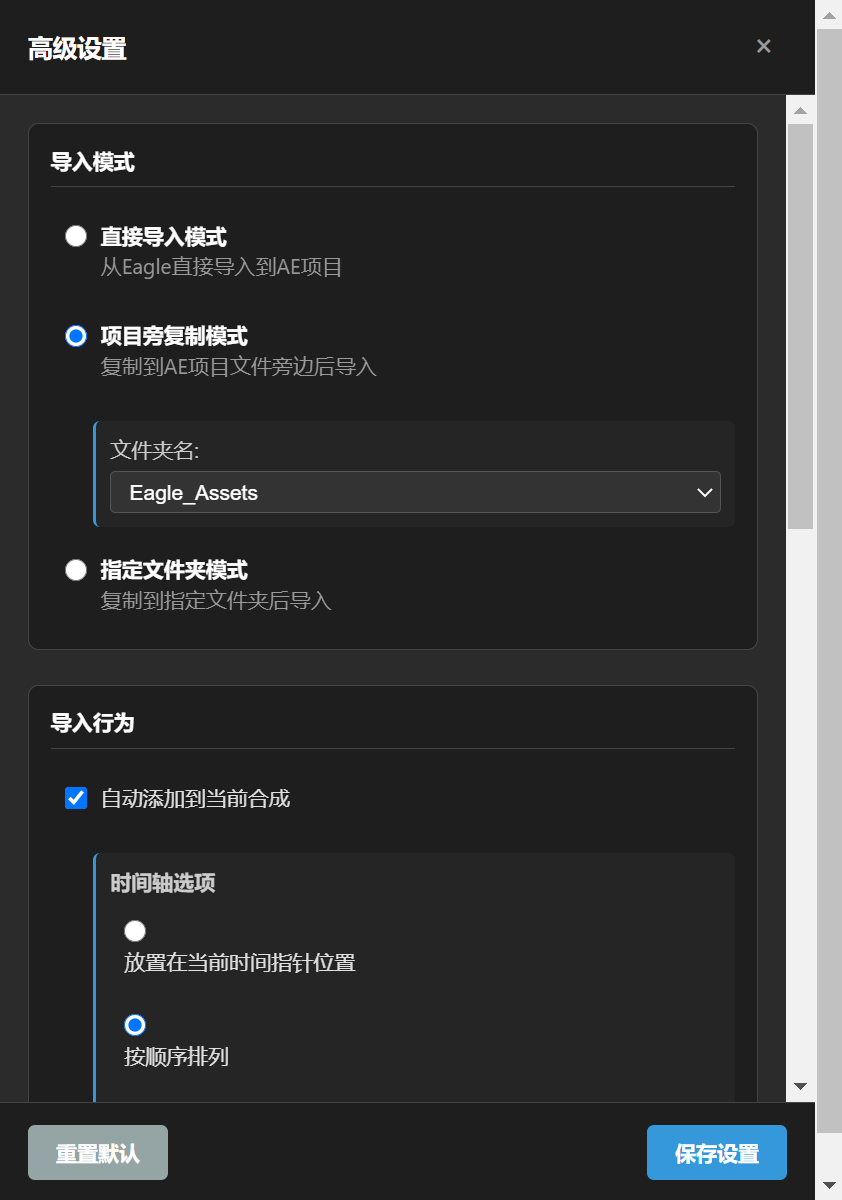 高级设置
×
导入模式
直接导入模式
从Eagle直接导入到AE项目
项目旁复制模式
复制到AE项目文件旁边后导入
文件夹名:
Eagle_Assets
指定文件夹模式
复制到指定文件夹后导入
导入行为
自动添加到当前合成
时间轴选项
放置在当前时间指针位置
按顺序排列
重置默认
保存设置